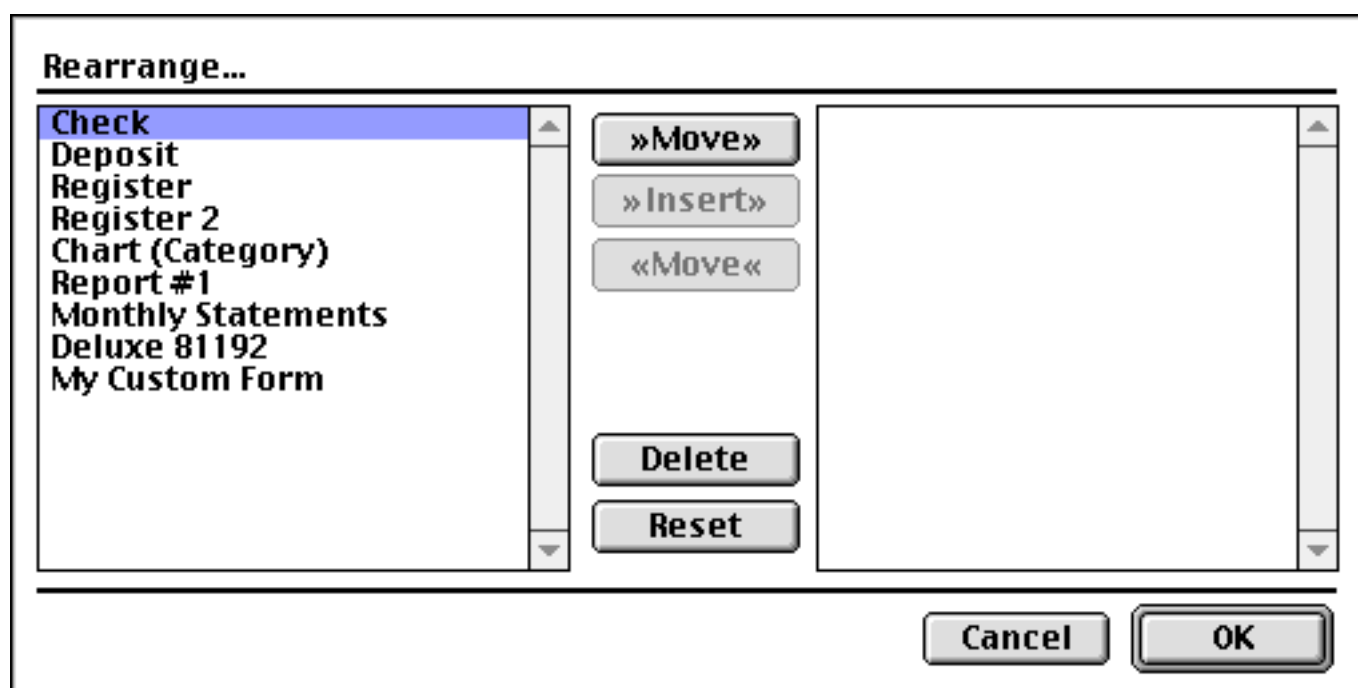 Rearrange...
Check
Deposit
Register
Register 2
Chart (Category)
Report #1
Monthly Statements
Deluxe 81192
My Custom Form
»Move»
»Insert»
«Move«
Delete
Reset
Cancel
OK